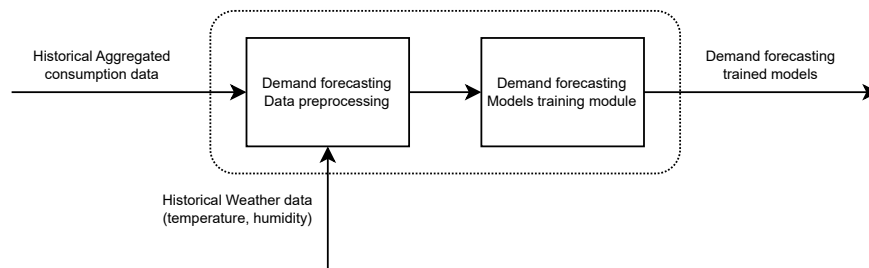 Historical Aggregated
consumption data
Demand forecasting
Data preprocessing
Demand forecasting
Models training module
Demand forecasting
trained models
Historical Weather data
(temperature, humidity)